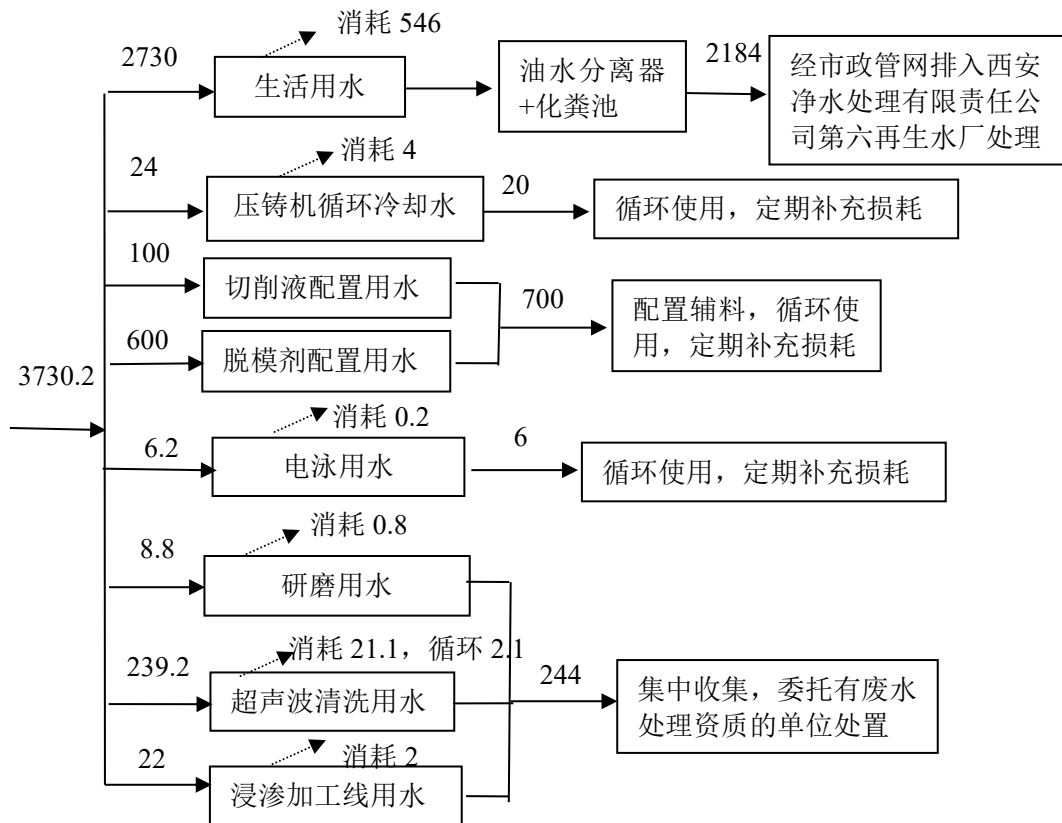 消耗 546
2730
生活用水
油水分离器
+化粪池
2184
经市政管网排入西安
净水处理有限责任公
司第六再生水厂处理
消耗 4
24
压铸机循环冷却水
20
循环使用，定期补充损耗
100
切削液配置用水
600
脱模剂配置用水
700
配置辅料，循环使
用，定期补充损耗
3730.2
消耗 0.2
6.2
电泳用水
6
循环使用，定期补充损耗
消耗 0.8
8.8
研磨用水
消耗 21.1，循环 2.1
239.2
超声波清洗用水
244
集中收集，委托有废水
处理资质的单位处置
消耗 2
22
浸渗加工线用水